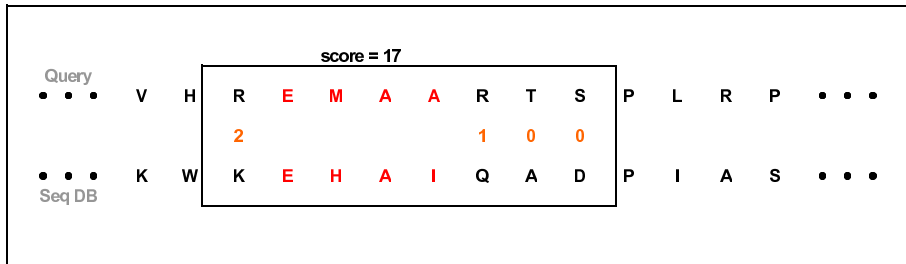 score = 17
Query
• • • V H R E M A A R T S P L R P • • •
2 1 0 0
• • • K W K E H A I Q A D P I A S • • •
Seq DB